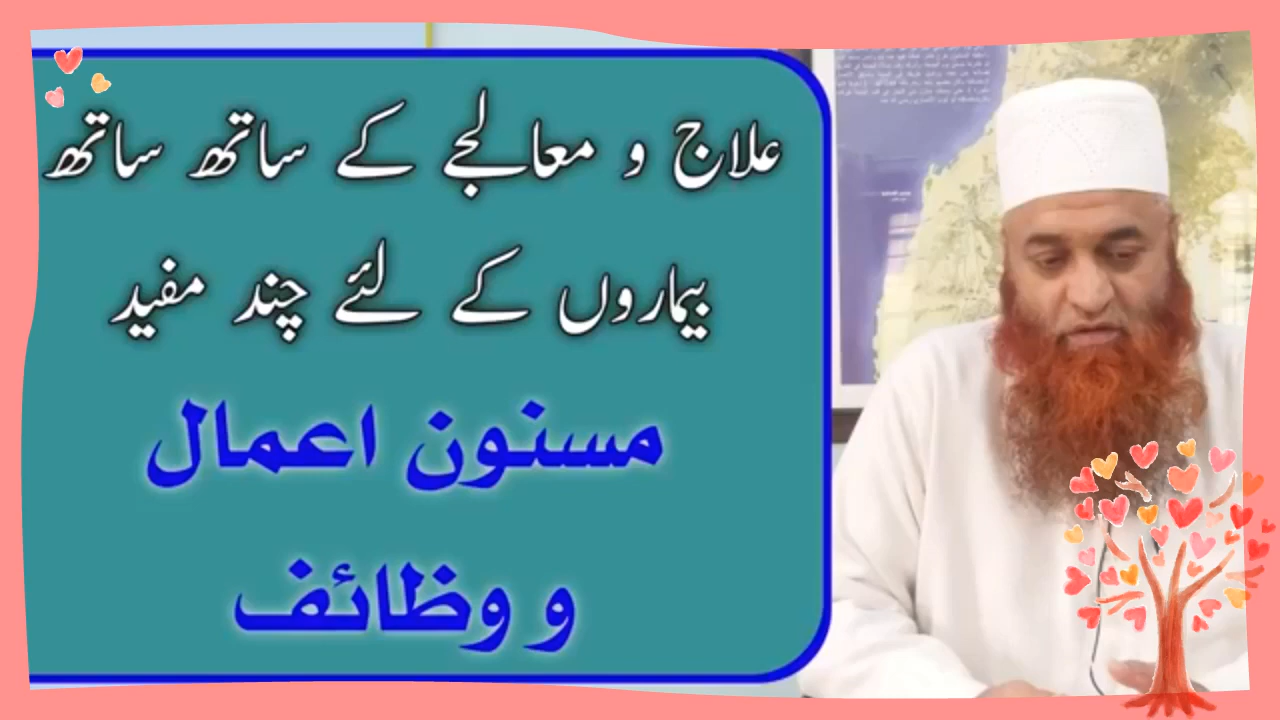 علاج و معالجے کے ساتھ ساتھ
بیماروں کے لئے چند مفید
مسنون اعمال
و وظائف